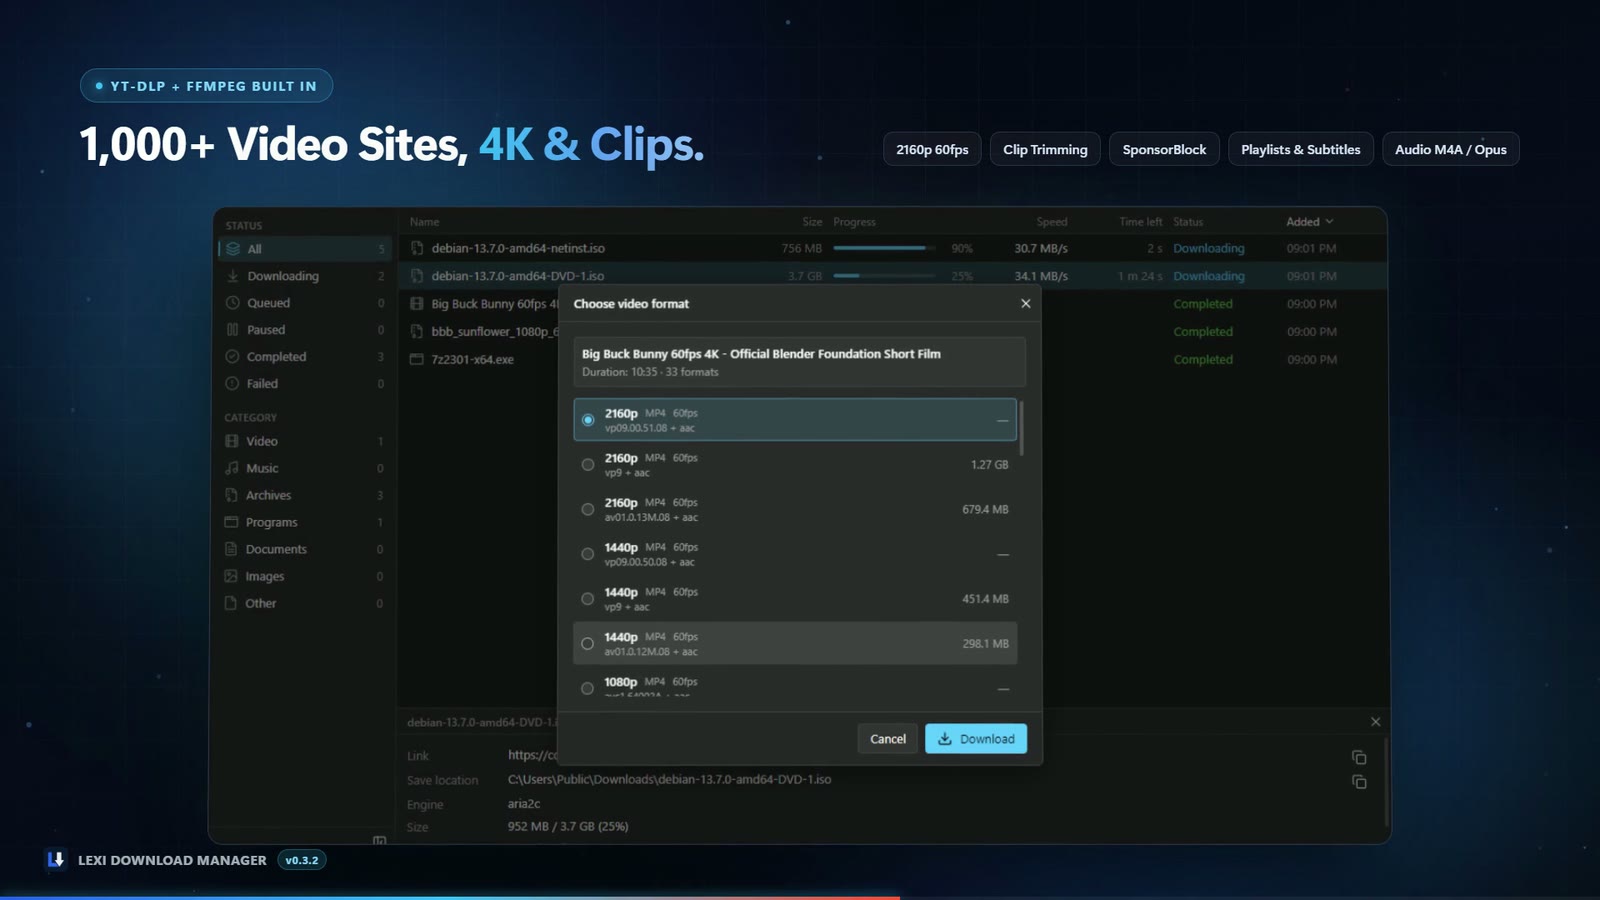 YT-DLP + FFMPEG BUILT IN
1,000+ Video Sites, 4K & Clips.
2160p 60fps
Clip Trimming
SponsorBlock
Playlists & Subtitles
Audio M4A / Opus
STATUS
All 5
Downloading 2
Queued 0
Paused 0
Completed 3
Failed 0
CATEGORY
Video 1
Music 0
Archives 3
Programs 1
Documents 0
Images 0
Other 0
Name Size Progress Speed Time left Status Added
debian-13.7.0-amd64-netinst.iso 756 MB 90% 30.7 MB/s 2 s Downloading 09:01 PM
debian-13.7.0-amd64-DVD-1.iso 3.7 GB 25% 34.1 MB/s 1 m 24 s Downloading 09:01 PM
Big Buck Bunny 60fps Completed 09:00 PM
bbb_sunflower_1080p_6 Completed 09:00 PM
7z2301-x64.exe Completed 09:00 PM
Choose video format
Big Buck Bunny 60fps 4K - Official Blender Foundation Short Film
Duration: 10:35 · 33 formats
2160p MP4 60fps —
vp09.00.51.08 + aac
2160p MP4 60fps 1.27 GB
vp9 + aac
2160p MP4 60fps 679.4 MB
av01.0.13M.08 + aac
1440p MP4 60fps —
vp09.00.50.08 + aac
1440p MP4 60fps 451.4 MB
vp9 + aac
1440p MP4 60fps 298.1 MB
av01.0.12M.08 + aac
1080p MP4 60fps —
Cancel
Download
debian-13.7.0-amd64-DVD-1.i
Link https://c
Save location C:\Users\Public\Downloads\debian-13.7.0-amd64-DVD-1.iso
Engine aria2c
Size 952 MB / 3.7 GB (25%)
LEXI DOWNLOAD MANAGER v0.3.2